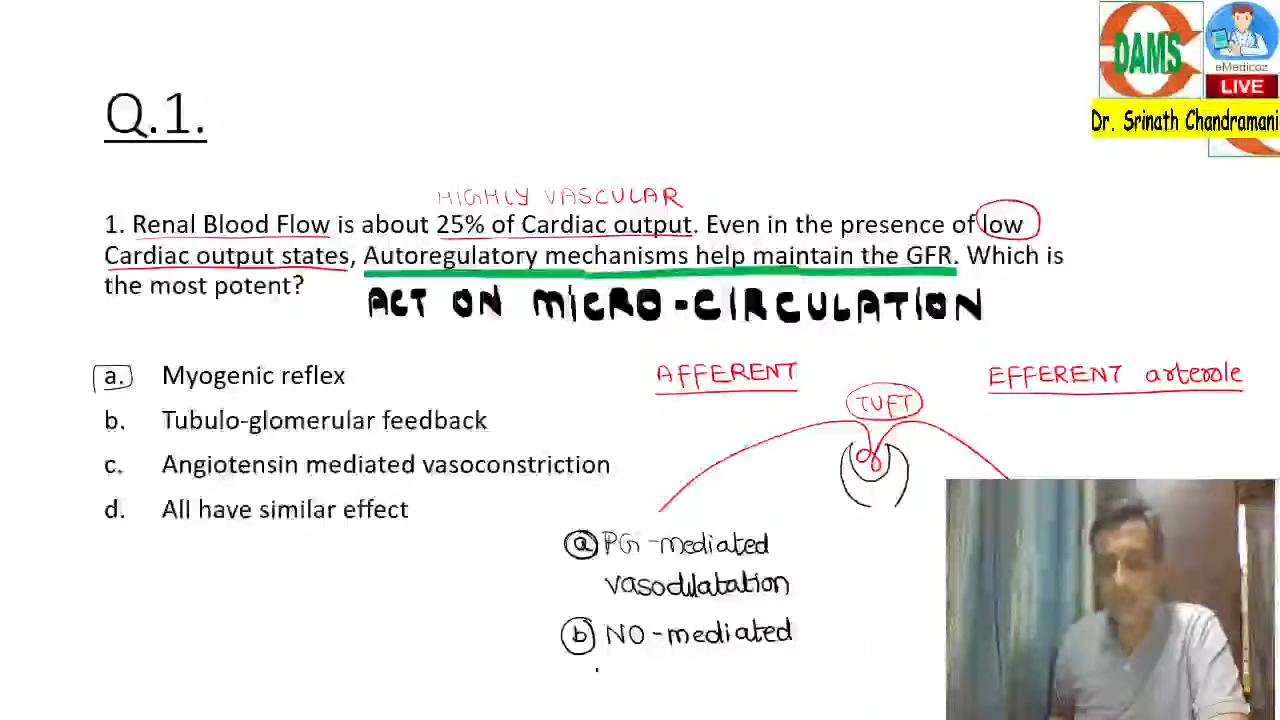 DAMS
eMedicoz
LIVE
Dr. Srinath Chandramani
Q.1.
HIGHLY VASCULAR
1. Renal Blood Flow is about 25% of Cardiac output. Even in the presence of low
Cardiac output states, Autoregulatory mechanisms help maintain the GFR. Which is
the most potent?
ACT ON MICRO-CIRCULATION
a. Myogenic reflex
b. Tubulo-glomerular feedback
c. Angiotensin mediated vasoconstriction
d. All have similar effect
AFFERENT
TUFT
EFFERENT arteriole
a PG-mediated
vasodilatation
b NO-mediated